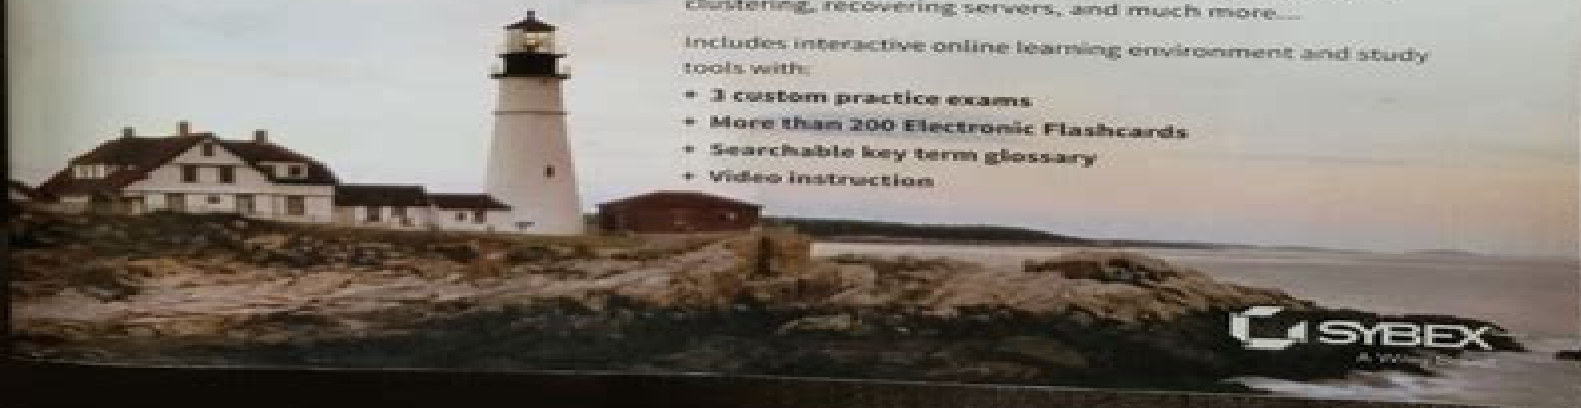 clustering, recovering servers, and much more...
Includes interactive online learning environment and study
tools with:
• 3 custom practice exams
• More than 200 Electronic Flashcards
• Searchable key term glossary
• Video instruction
SYBEX
A